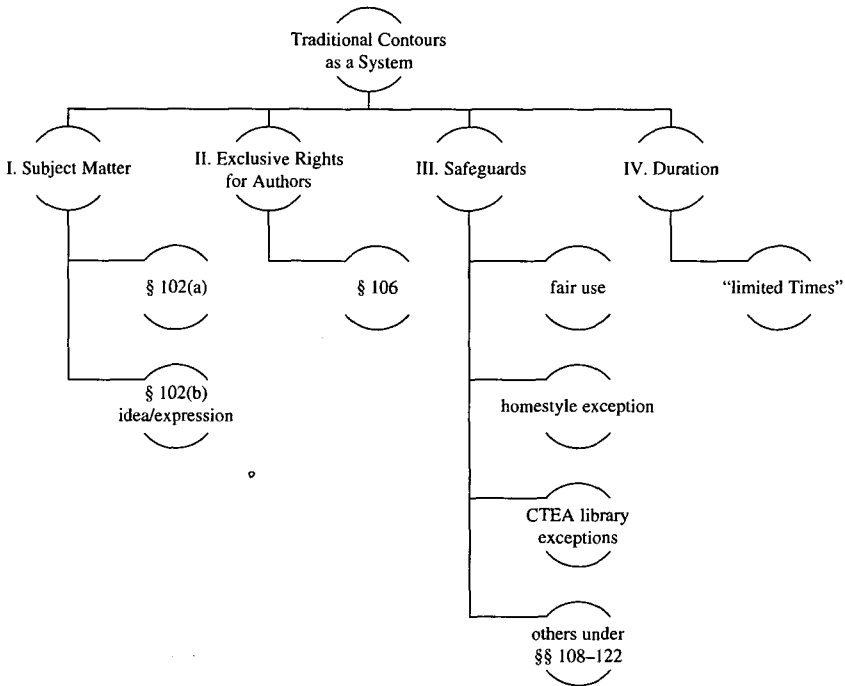 Traditional Contours
as a System
I. Subject Matter
II. Exclusive Rights
for Authors
III. Safeguards
IV. Duration
§ 102(a)
§ 106
fair use
“limited Times”
§ 102(b)
idea/expression
homestyle exception
CTEA library
exceptions
others under
§§ 108–122